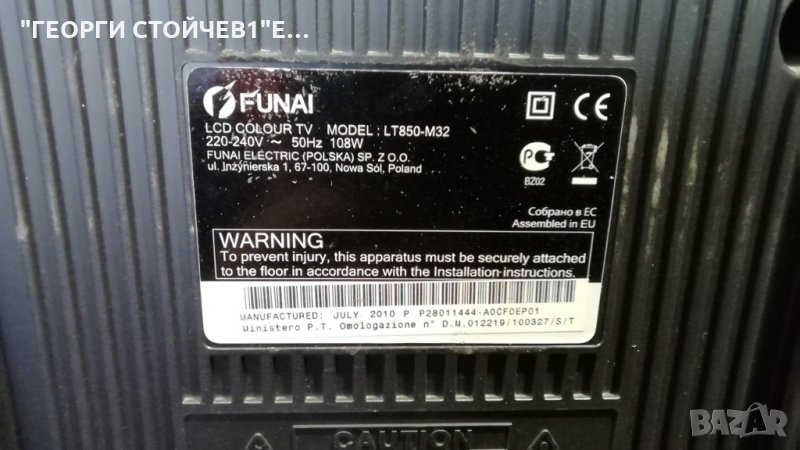 "ГЕОРГИ СТОЙЧЕВ1"Е...
FUNAI
LCD COLOUR TV MODEL : LT850-M32
220-240V ~ 50Hz 108W
FUNAI ELECTRIC (POLSKA) SP. Z O.O.
ul. Inżynierska 1, 67-100, Nowa Sól, Poland
CE
PC
BZ02
Собрано в ЕС
Assembled in EU
WARNING
To prevent injury, this apparatus must be securely attached
to the floor in accordance with the Installation instructions.
MANUFACTURED: JULY 2010 P P28011444-A0CF0EP01
Ministero P.T. Omologazione n° D.M.012219/100327/S/T
CAUTION
BAZAR